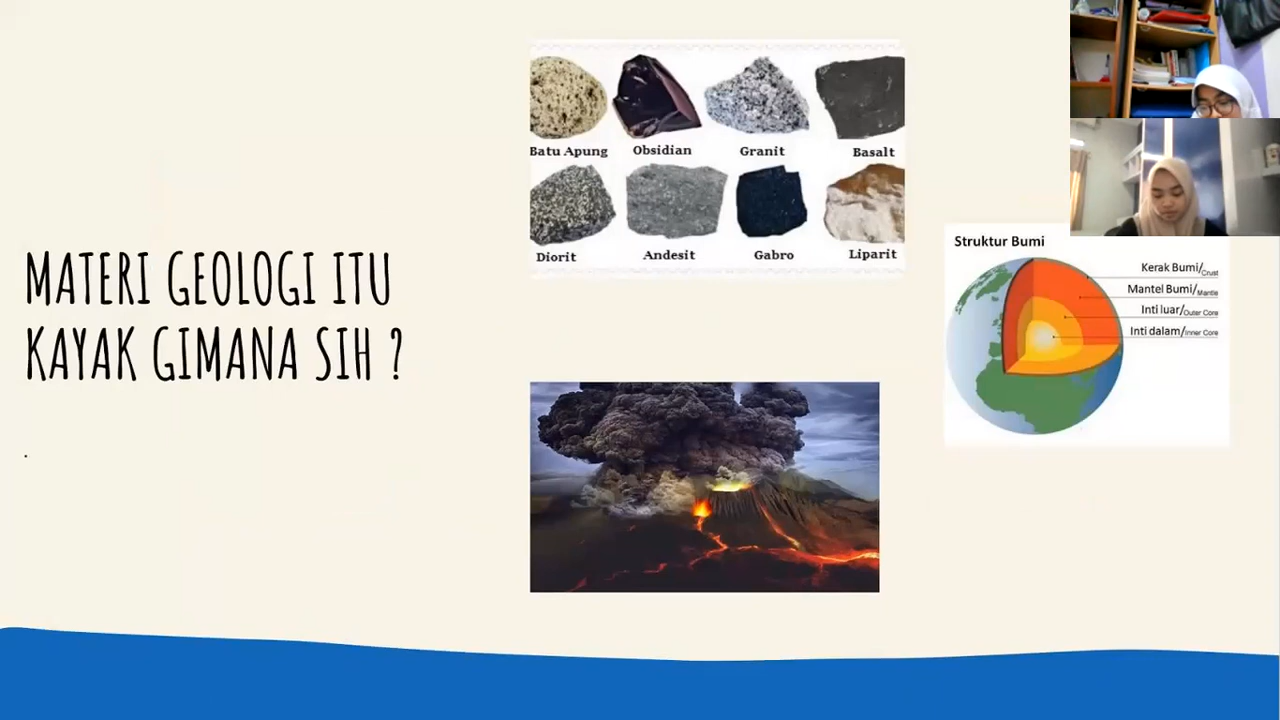 MATERI GEOLOGI ITU
KAYAK GIMANA SIH ?
.
Batu Apung
Obsidian
Granit
Basalt
Diorit
Andesit
Gabro
Liparit
Struktur Bumi
Kerak Bumi/Crust
Mantel Bumi/Mantle
Inti luar/Outer Core
Inti dalam/Inner Core